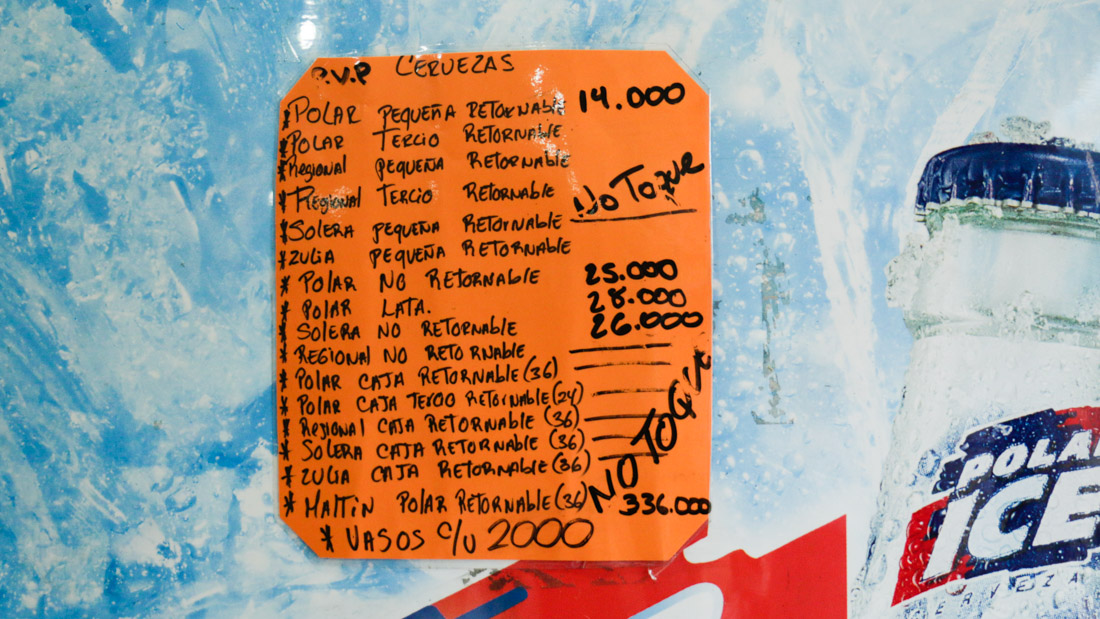 P.V.P CERVEZAS
* POLAR PEQUEÑA RETORNABLE 14.000
* POLAR TERCIO RETORNABLE
* REGIONAL PEQUEÑA RETORNABLE
* REGIONAL TERCIO RETORNABLE NO TOQUE
* SOLERA PEQUEÑA RETORNABLE
* ZULIA PEQUEÑA RETORNABLE
* POLAR NO RETORNABLE 25.000
* POLAR LATA. 28.000
* SOLERA NO RETORNABLE 26.000
* REGIONAL NO RETORNABLE
* POLAR CAJA RETORNABLE (36)
* POLAR CAJA TERCIO RETORNABLE (24)
* REGIONAL CAJA RETORNABLE (36)
* SOLERA CAJA RETORNABLE (36)
* ZULIA CAJA RETORNABLE (36)
NO TOQUE
* MALTIN POLAR RETORNABLE (36) 336.000
* VASOS C/U 2000
POLAR
ICE
CERVEZA